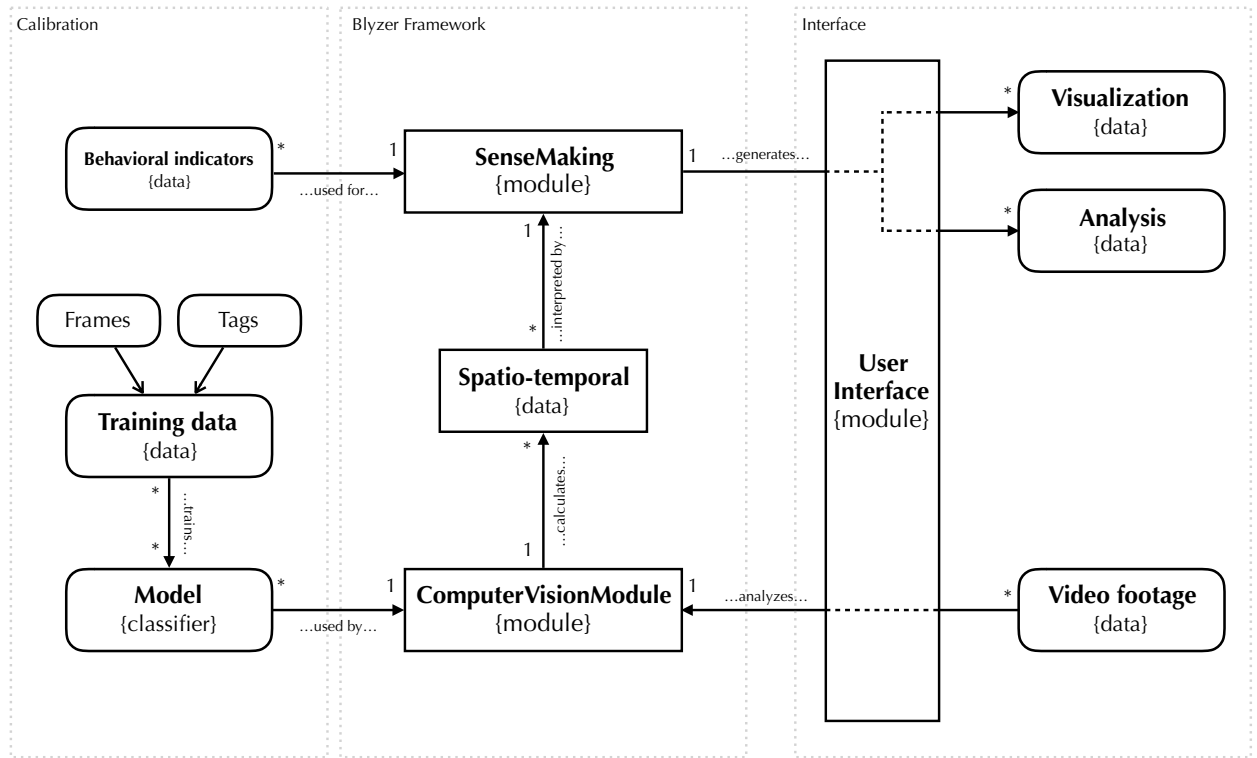 Calibration
Blyzer Framework
Interface
Behavioral indicators
{data}
*
1
…used for…
SenseMaking
{module}
1
…generates…
*
Visualization
{data}
*
Analysis
{data}
1
…interpreted by…
*
Frames
Tags
Training data
{data}
*
…trains…
*
Spatio-temporal
{data}
*
…calculates…
1
User
Interface
{module}
Model
{classifier}
*
1
…used by…
ComputerVisionModule
{module}
1
…analyzes…
*
Video footage
{data}